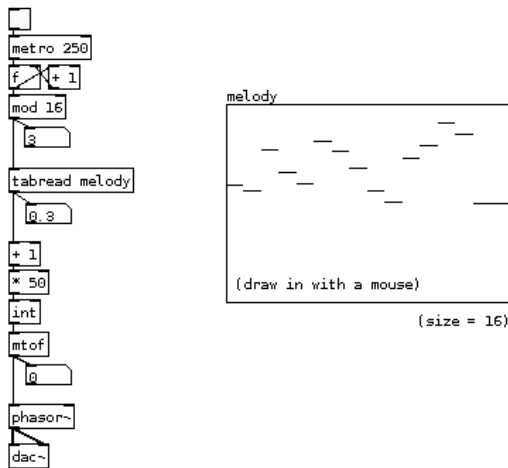 metro 250
f
+ 1
mod 16
3
tabread melody
0.3
+ 1
* 50
int
mtof
0
phasor~
dac~
melody
(draw in with a mouse)
(size = 16)